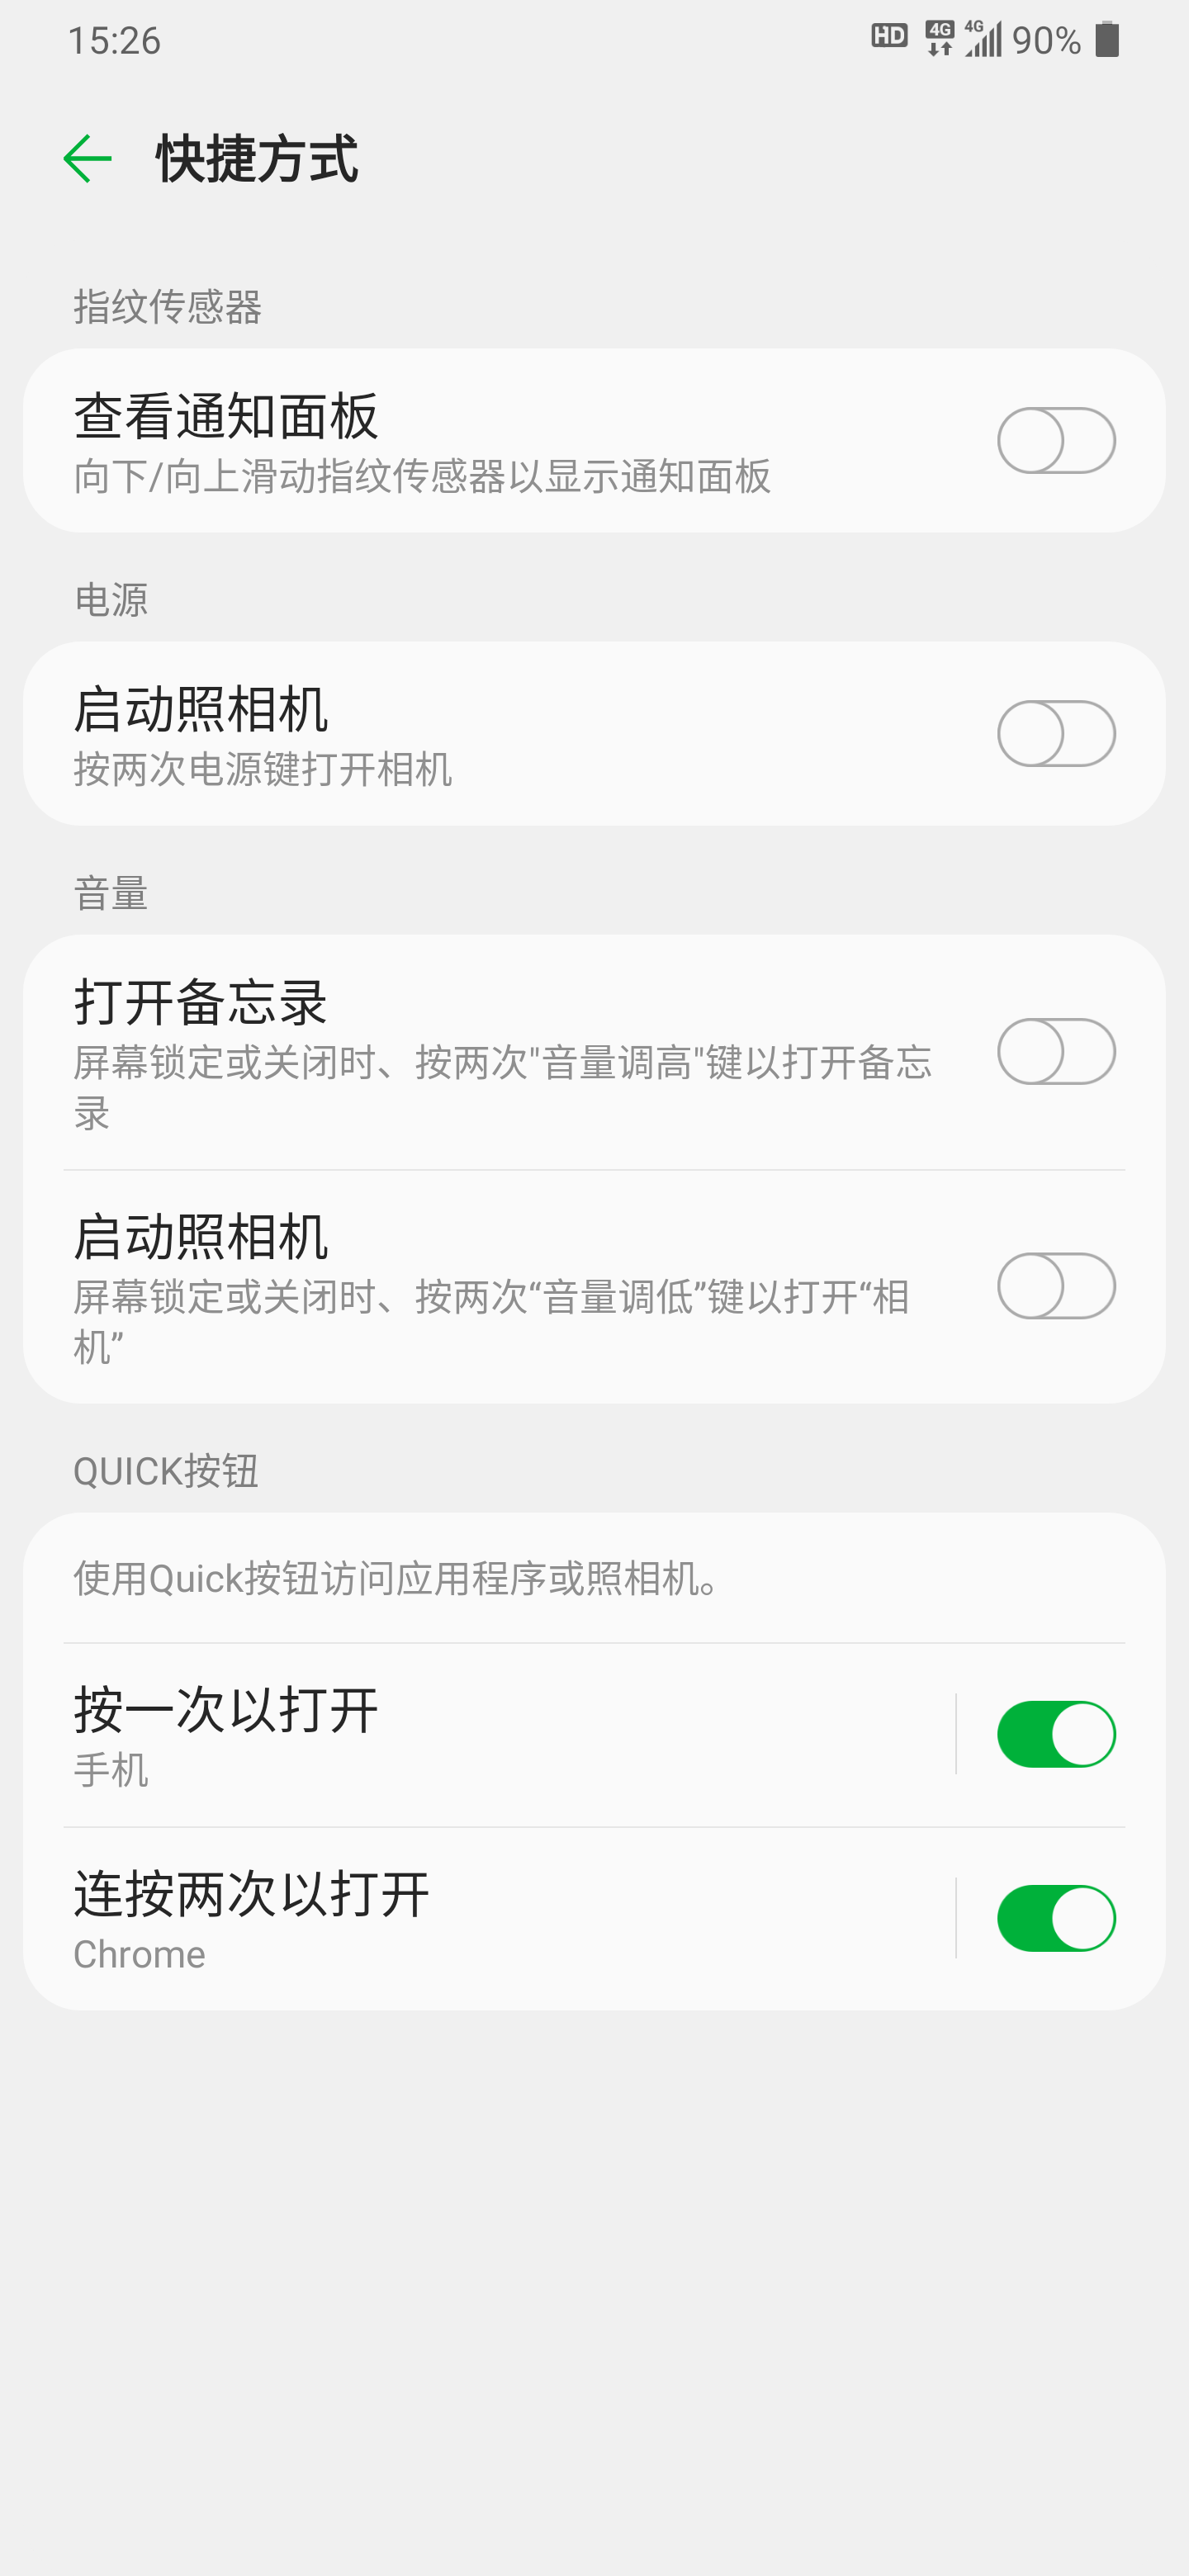 15:26
HD 4G 4G 90%
快捷方式
指纹传感器
查看通知面板
向下/向上滑动指纹传感器以显示通知面板
电源
启动照相机
按两次电源键打开相机
音量
打开备忘录
屏幕锁定或关闭时、按两次"音量调高"键以打开备忘
录
启动照相机
屏幕锁定或关闭时、按两次“音量调低”键以打开“相
机”
QUICK按钮
使用Quick按钮访问应用程序或照相机。
按一次以打开
手机
连按两次以打开
Chrome